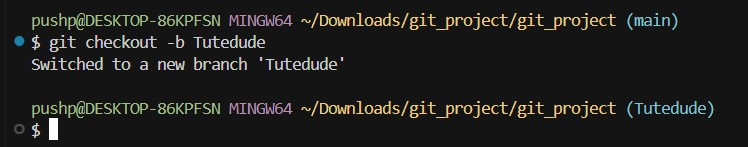 pushp@DESKTOP-86KPFSN MINGW64 ~/Downloads/git_project/git_project (main)
$ git checkout -b Tutedude
Switched to a new branch 'Tutedude'
pushp@DESKTOP-86KPFSN MINGW64 ~/Downloads/git_project/git_project (Tutedude)
$